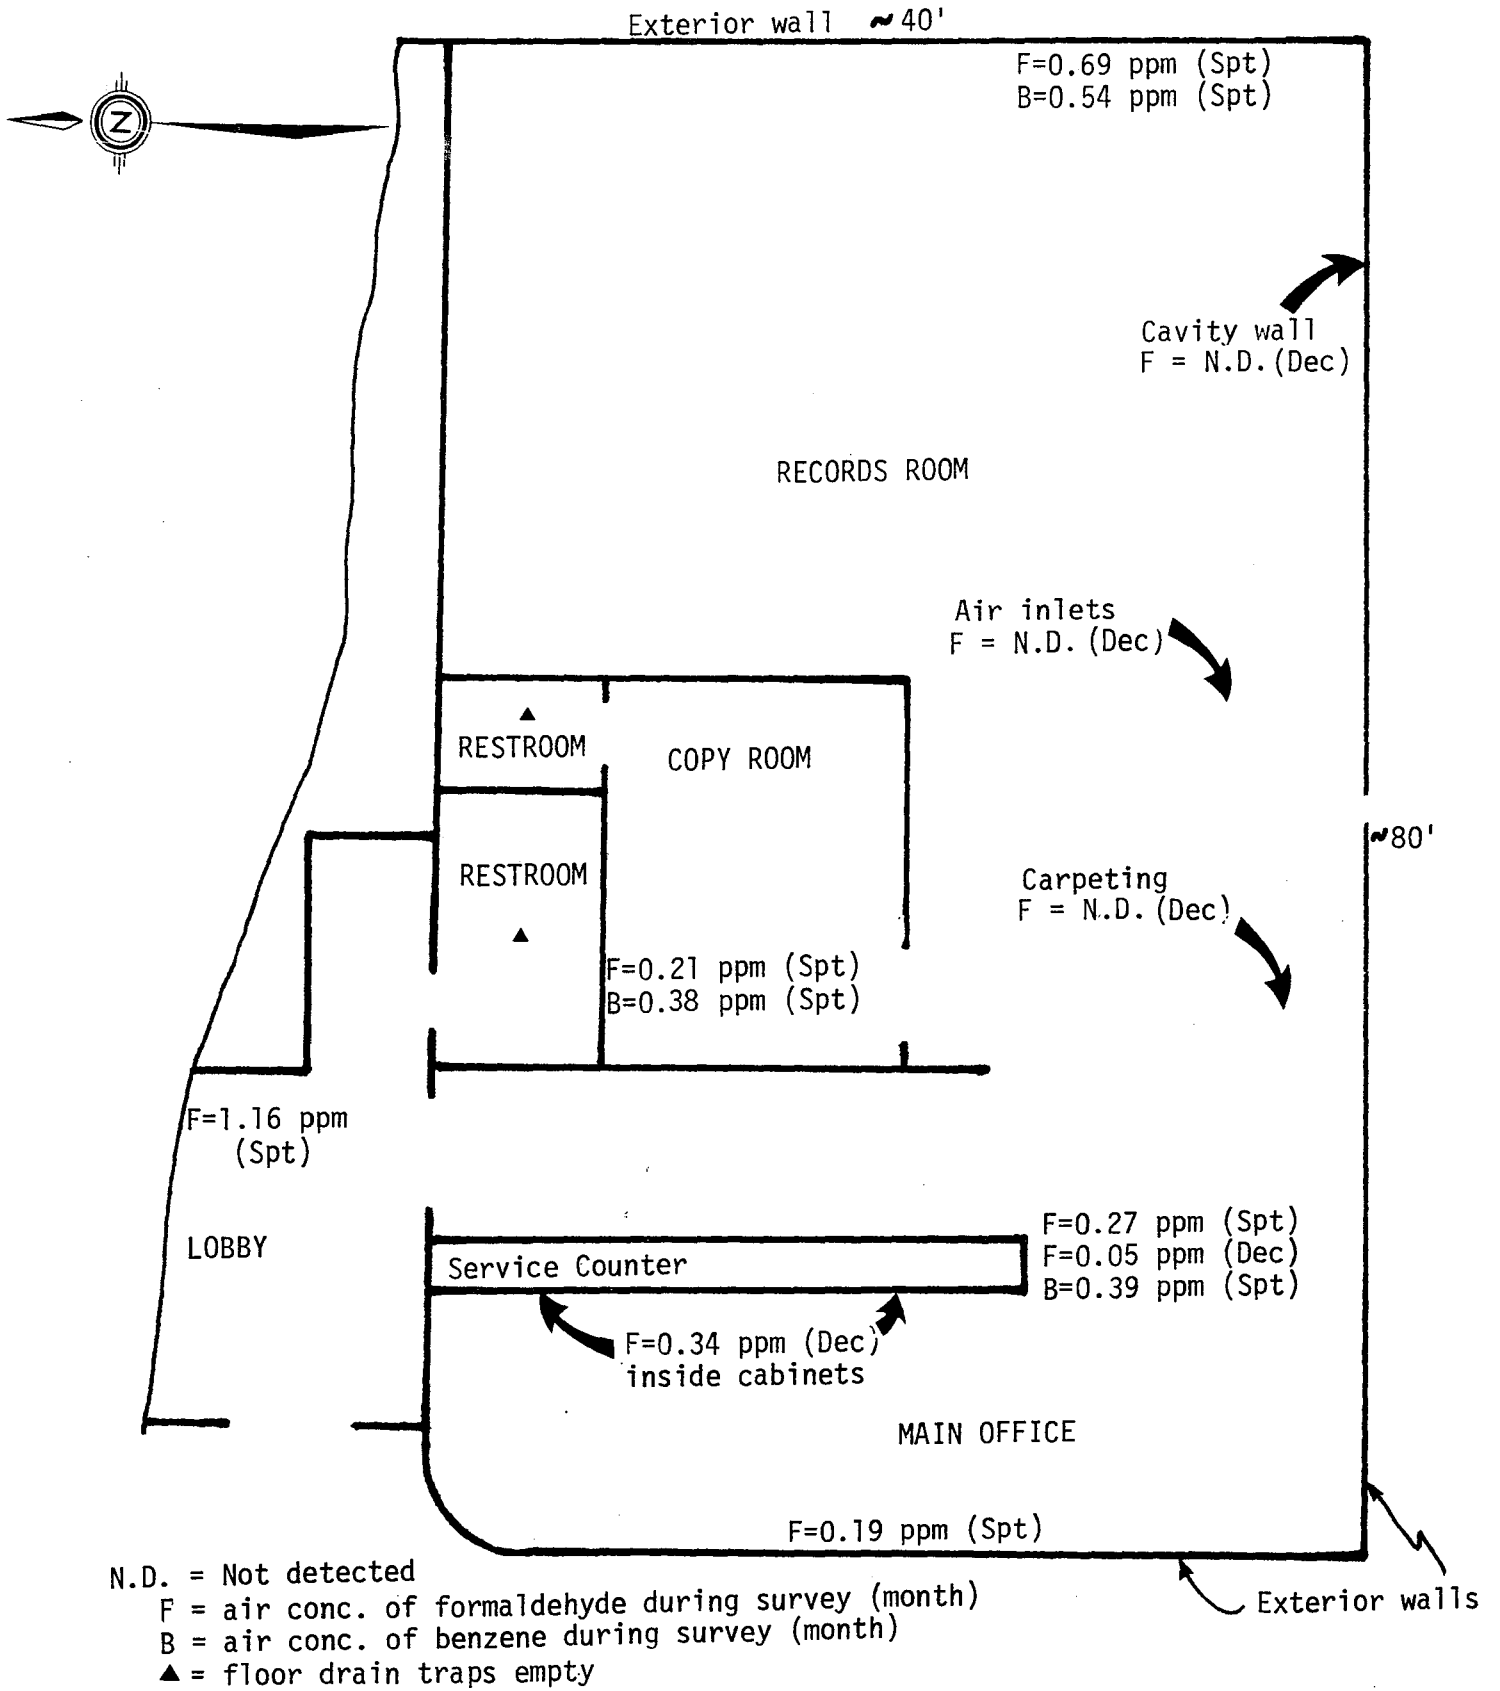 Exterior wall ~ 40'
F=0.69 ppm (Spt)
B=0.54 ppm (Spt)
Z
Cavity wall
F = N.D. (Dec)
RECORDS ROOM
Air inlets
F = N.D. (Dec)
RESTROOM
COPY ROOM
~80'
RESTROOM
Carpeting
F = N.D. (Dec)
F=0.21 ppm (Spt)
B=0.38 ppm (Spt)
F=1.16 ppm
(Spt)
LOBBY
Service Counter
F=0.27 ppm (Spt)
F=0.05 ppm (Dec)
B=0.39 ppm (Spt)
F=0.34 ppm (Dec)
inside cabinets
MAIN OFFICE
F=0.19 ppm (Spt)
Exterior walls
N.D. = Not detected
F = air conc. of formaldehyde during survey (month)
B = air conc. of benzene during survey (month)
▲ = floor drain traps empty